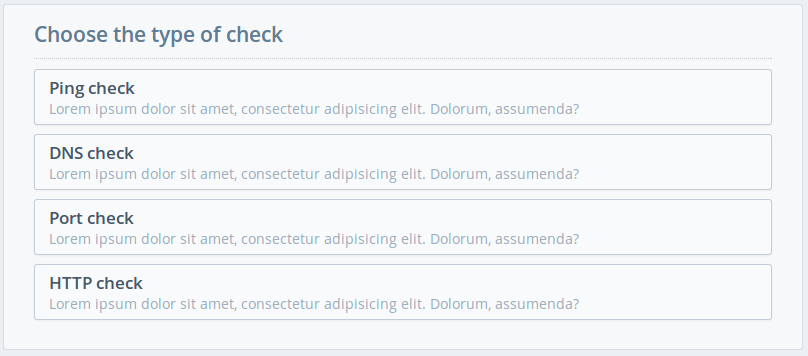 Choose the type of check
Ping check
Lorem ipsum dolor sit amet, consectetur adipisicing elit. Dolorum, assumenda?
DNS check
Lorem ipsum dolor sit amet, consectetur adipisicing elit. Dolorum, assumenda?
Port check
Lorem ipsum dolor sit amet, consectetur adipisicing elit. Dolorum, assumenda?
HTTP check
Lorem ipsum dolor sit amet, consectetur adipisicing elit. Dolorum, assumenda?